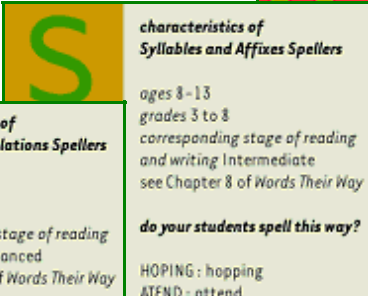 S
characteristics of
Syllables and Affixes Spellers
ages 8-13
grades 3 to 8
corresponding stage of reading
and writing Intermediate
see Chapter 8 of Words Their Way
do your students spell this way?
HOPING : hopping
ATEND : attend
of
lations Spellers
stage of reading
anced
f Words Their Way